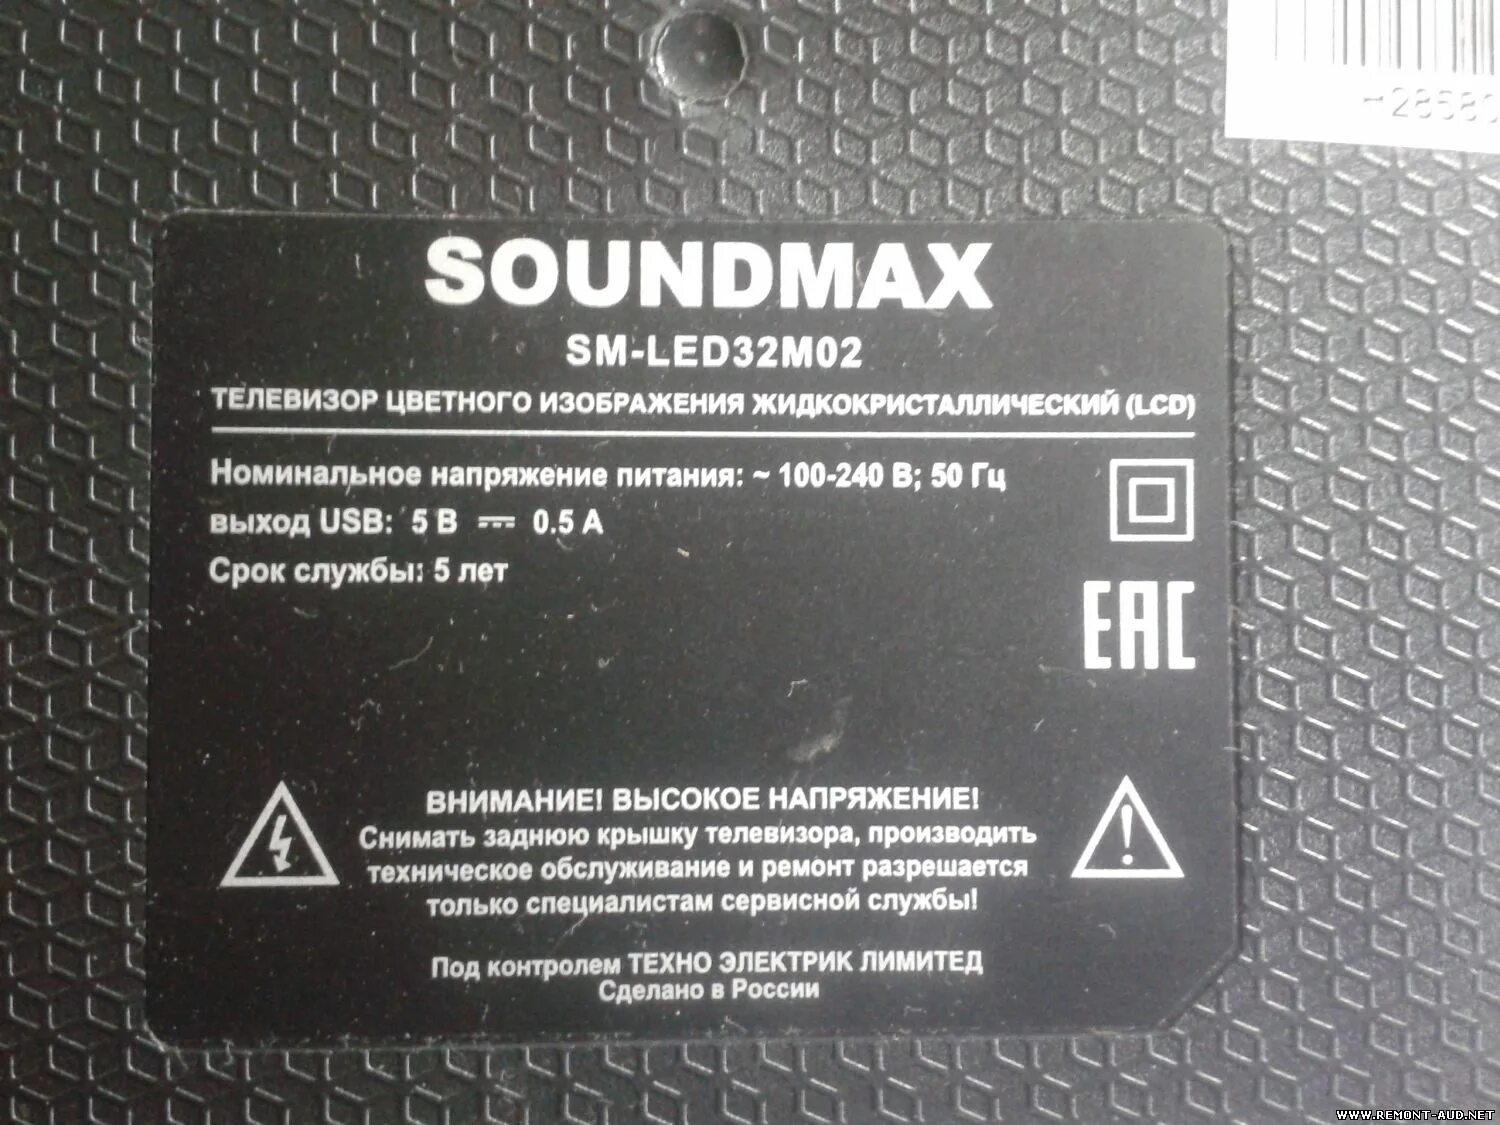 SOUNDMAX
SM-LED32M02
ТЕЛЕВИЗОР ЦВЕТНОГО ИЗОБРАЖЕНИЯ ЖИДКОКРИСТАЛЛИЧЕСКИЙ (LCD)
Номинальное напряжение питания: ~ 100-240 В; 50 Гц
выход USB: 5 В ⎓ 0.5 А
Срок службы: 5 лет
EAC
ВНИМАНИЕ! ВЫСОКОЕ НАПРЯЖЕНИЕ!
Снимать заднюю крышку телевизора, производить
техническое обслуживание и ремонт разрешается
только специалистам сервисной службы!
Под контролем ТЕХНО ЭЛЕКТРИК ЛИМИТЕД
Сделано в России
WWW.REMONT-AUD.NET